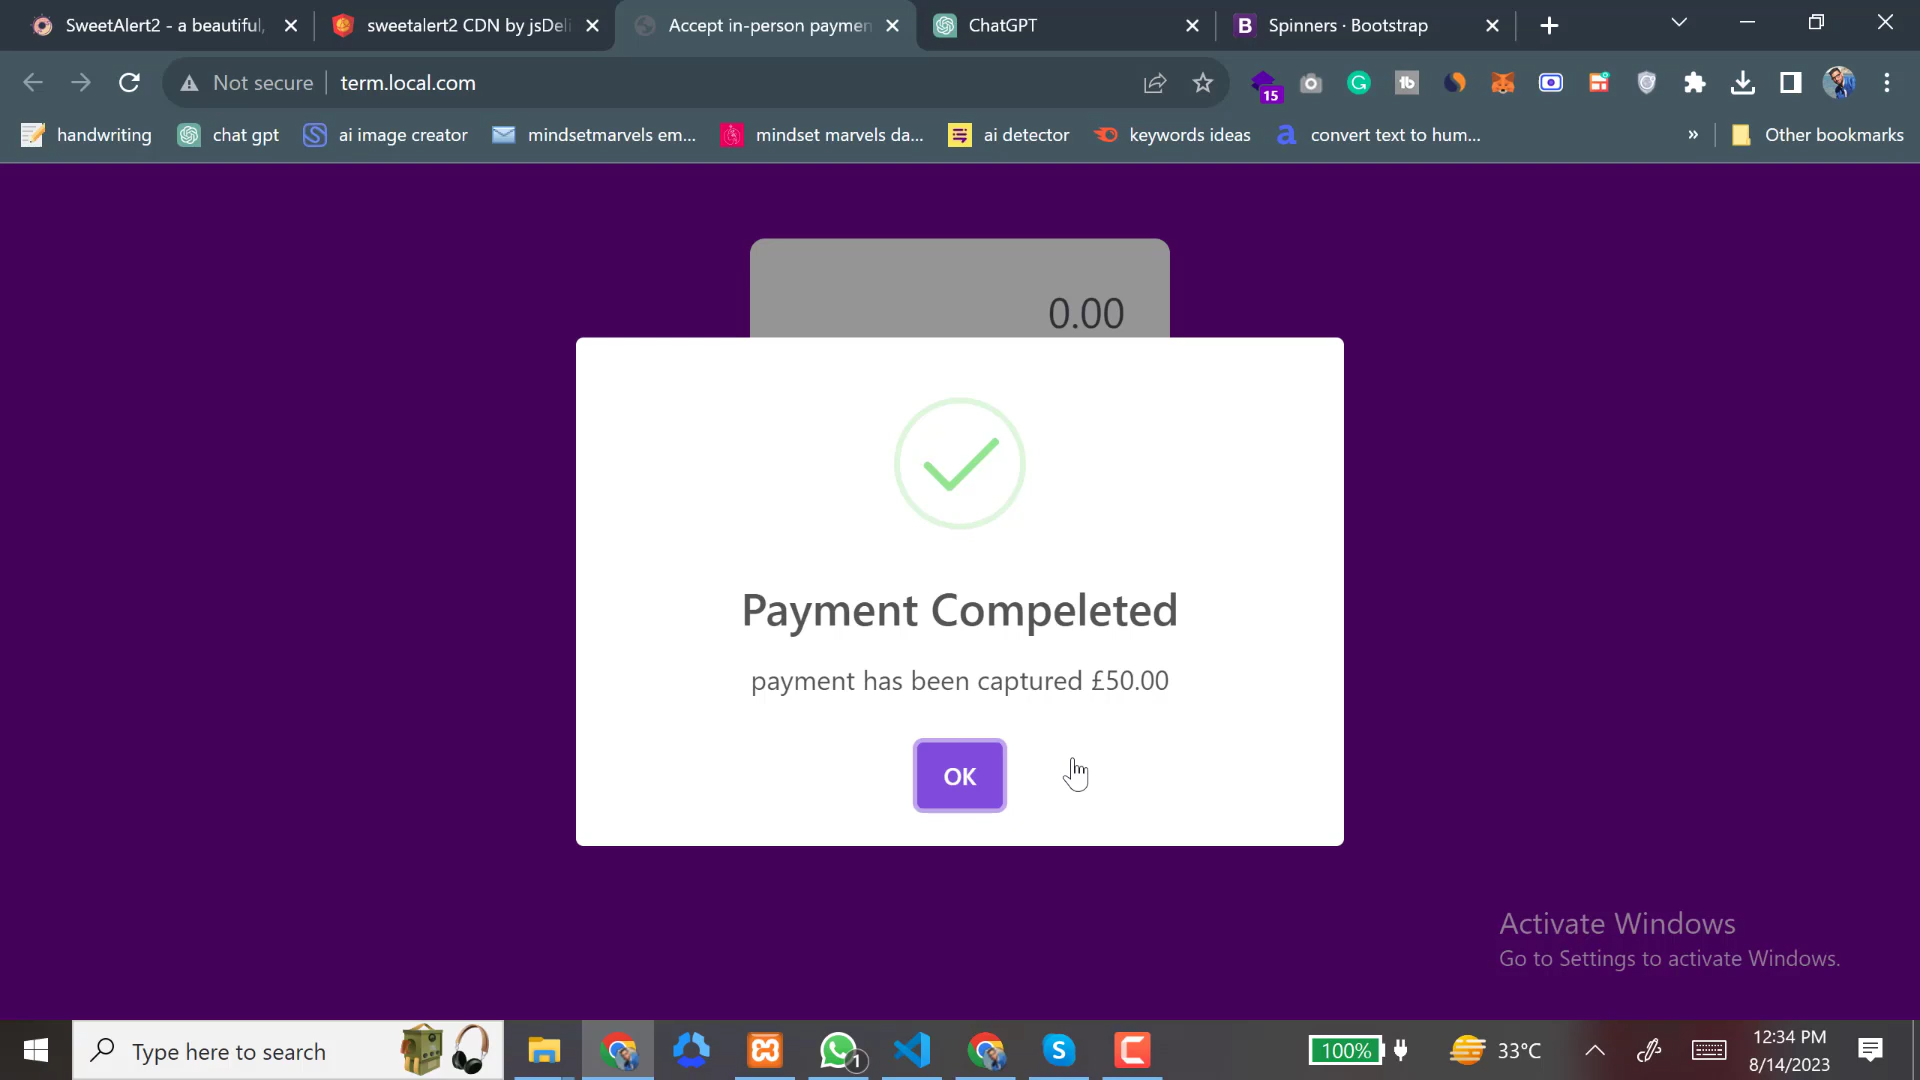 SweetAlert2 - a beautiful,
sweetalert2 CDN by jsDeli
Accept in-person paymen
ChatGPT
B Spinners · Bootstrap
Not secure term.local.com
15
G
tb
handwriting chat gpt ai image creator mindsetmarvels em... mindset marvels da... ai detector keywords ideas a convert text to hum... » Other bookmarks
0.00
Payment Compeleted
payment has been captured £50.00
OK
Activate Windows
Go to Settings to activate Windows.
Type here to search
1
100%
33°C
12:34 PM
8/14/2023